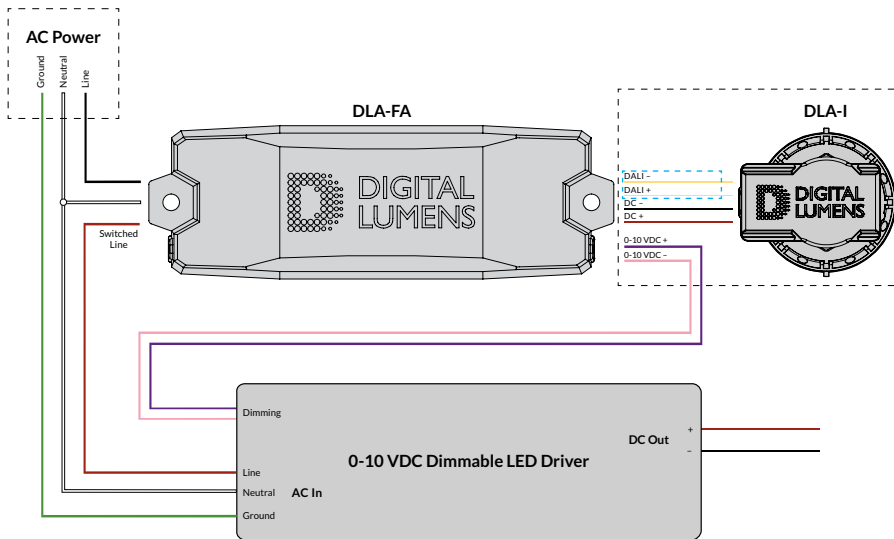 AC Power
Ground
Neutral
Line
DLA-FA
DLA-I
DIGITAL
LUMENS
DALI –
DALI +
DC –
DC +
DIGITAL
LUMENS
Switched
Line
0-10 VDC +
0-10 VDC –
Dimming
0-10 VDC Dimmable LED Driver
DC Out
+
–
Line
Neutral
AC In
Ground